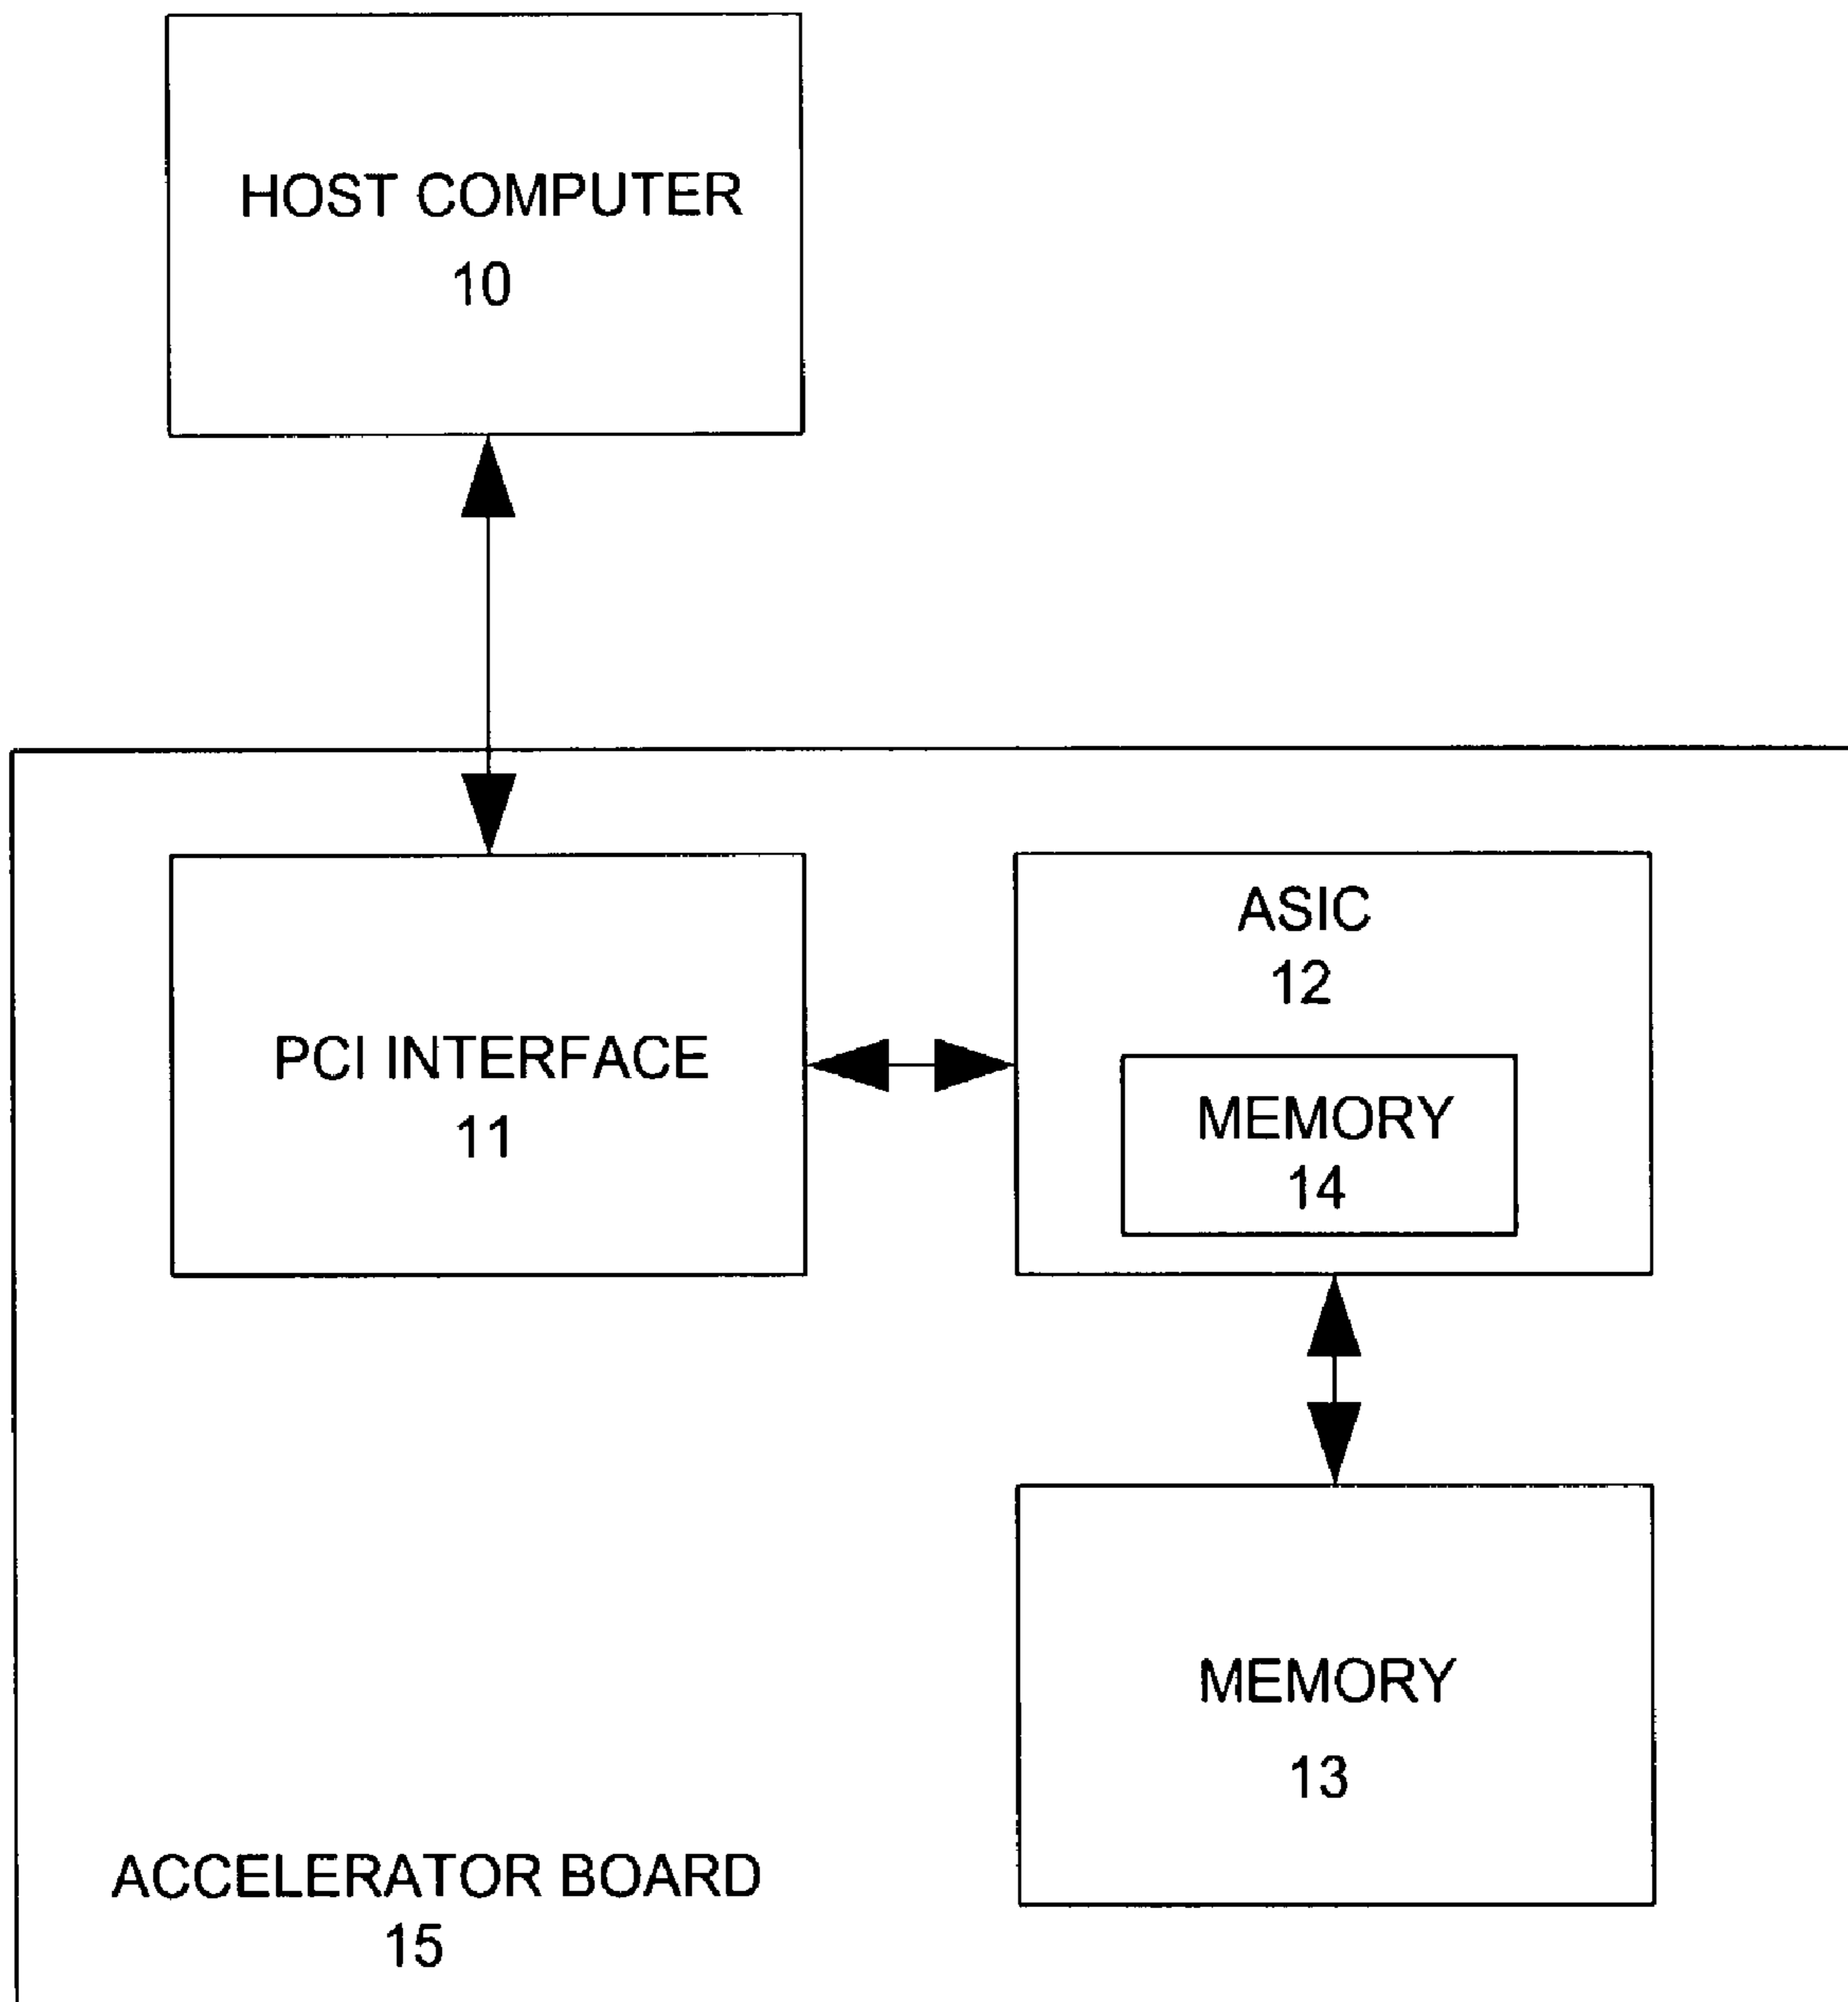 HOST COMPUTER
10
PCI INTERFACE
11
ASIC
12
MEMORY
14
MEMORY
13
ACCELERATOR BOARD
15